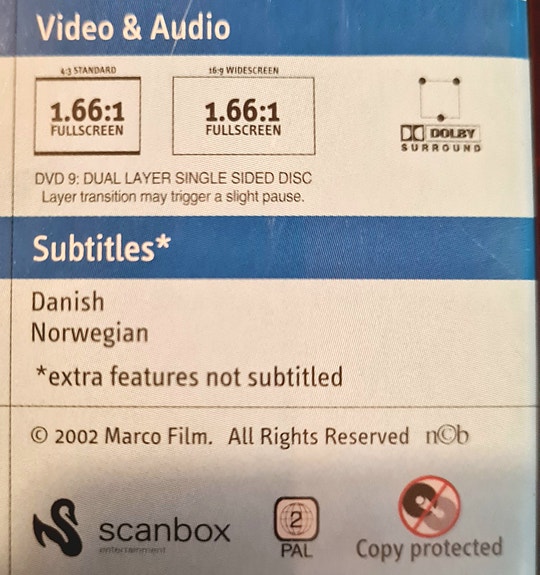 Video & Audio
4:3 STANDARD 16:9 WIDESCREEN
1.66:1 1.66:1
FULLSCREEN FULLSCREEN
DOLBY
SURROUND
DVD 9: DUAL LAYER SINGLE SIDED DISC
Layer transition may trigger a slight pause.
Subtitles*
Danish
Norwegian
*extra features not subtitled
© 2002 Marco Film. All Rights Reserved n©b
scanbox
entertainment
2
PAL
Copy protected